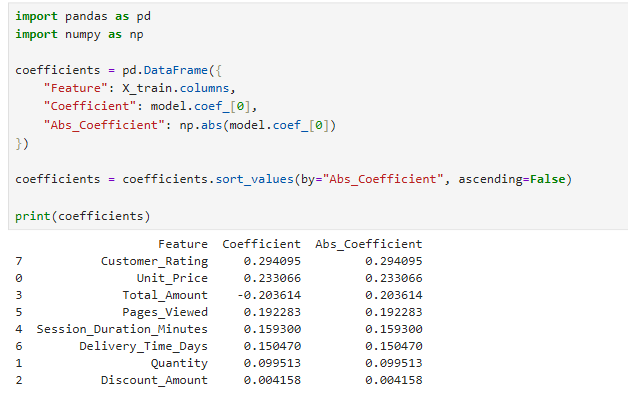 import pandas as pd
import numpy as np
coefficients = pd.DataFrame({
    "Feature": X_train.columns,
    "Coefficient": model.coef_[0],
    "Abs_Coefficient": np.abs(model.coef_[0])
})
coefficients = coefficients.sort_values(by="Abs_Coefficient", ascending=False)
print(coefficients)
Feature Coefficient Abs_Coefficient
7 Customer_Rating 0.294095 0.294095
0 Unit_Price 0.233066 0.233066
3 Total_Amount -0.203614 0.203614
5 Pages_Viewed 0.192283 0.192283
4 Session_Duration_Minutes 0.159300 0.159300
6 Delivery_Time_Days 0.150470 0.150470
1 Quantity 0.099513 0.099513
2 Discount_Amount 0.004158 0.004158